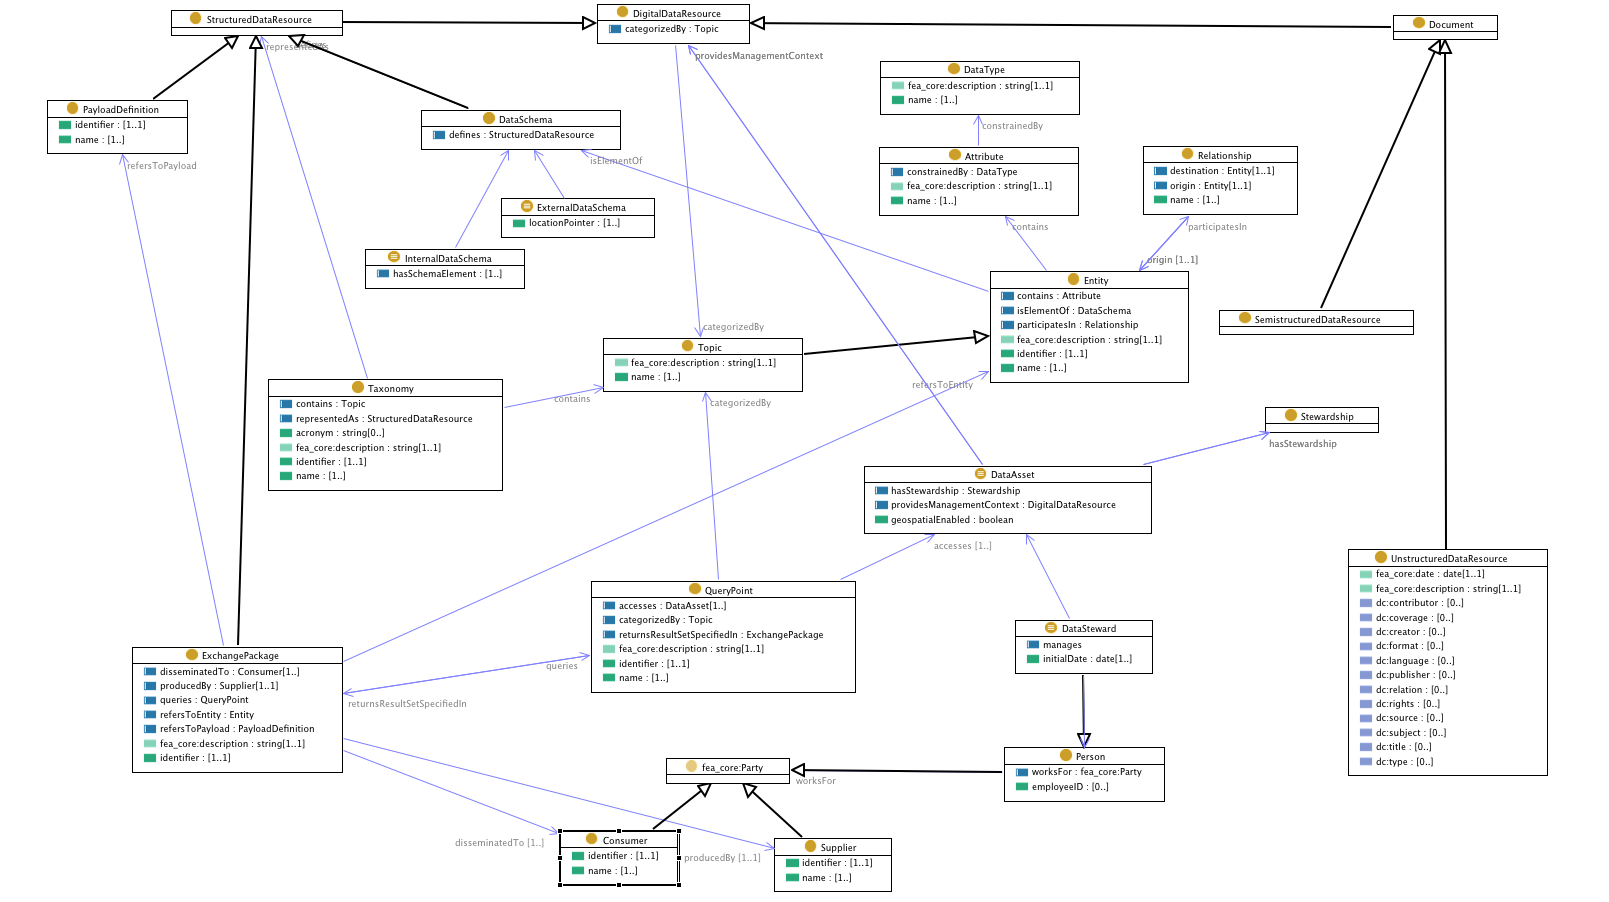 StructuredDataResource
DigitalDataResource
categorizedBy : Topic
Document
representedAs
providesManagementContext
DataType
fea_core:description : string[1..1]
name : [1..]
constrainedBy
PayloadDefinition
identifier : [1..1]
name : [1..]
refersToPayload
DataSchema
defines : StructuredDataResource
isElementOf
Attribute
constrainedBy : DataType
fea_core:description : string[1..1]
name : [1..]
contains
Relationship
destination : Entity[1..1]
origin : Entity[1..1]
name : [1..]
participatesIn
origin [1..1]
ExternalDataSchema
locationPointer : [1..]
InternalDataSchema
hasSchemaElement : [1..]
Entity
contains : Attribute
isElementOf : DataSchema
participatesIn : Relationship
fea_core:description : string[1..1]
identifier : [1..1]
name : [1..]
SemistructuredDataResource
categorizedBy
Topic
fea_core:description : string[1..1]
name : [1..]
categorizedBy
refersToEntity
Taxonomy
contains : Topic
representedAs : StructuredDataResource
acronym : string[0..]
fea_core:description : string[1..1]
identifier : [1..1]
name : [1..]
contains
Stewardship
hasStewardship
DataAsset
hasStewardship : Stewardship
providesManagementContext : DigitalDataResource
geospatialEnabled : boolean
accesses [1..]
UnstructuredDataResource
fea_core:date : date[1..1]
fea_core:description : string[1..1]
dc:contributor : [0..]
dc:coverage : [0..]
dc:creator : [0..]
dc:format : [0..]
dc:language : [0..]
dc:publisher : [0..]
dc:relation : [0..]
dc:rights : [0..]
dc:source : [0..]
dc:subject : [0..]
dc:title : [0..]
dc:type : [0..]
QueryPoint
accesses : DataAsset[1..]
categorizedBy : Topic
returnsResultSetSpecifiedIn : ExchangePackage
fea_core:description : string[1..1]
identifier : [1..1]
name : [1..]
queries
returnsResultSetSpecifiedIn
DataSteward
manages
initialDate : date[1..]
ExchangePackage
disseminatedTo : Consumer[1..]
producedBy : Supplier[1..1]
queries : QueryPoint
refersToEntity : Entity
refersToPayload : PayloadDefinition
fea_core:description : string[1..1]
identifier : [1..1]
fea_core:Party
worksFor
Person
worksFor : fea_core:Party
employeeID : [0..]
disseminatedTo [1..]
Consumer
identifier : [1..1]
name : [1..]
producedBy [1..1]
Supplier
identifier : [1..1]
name : [1..]